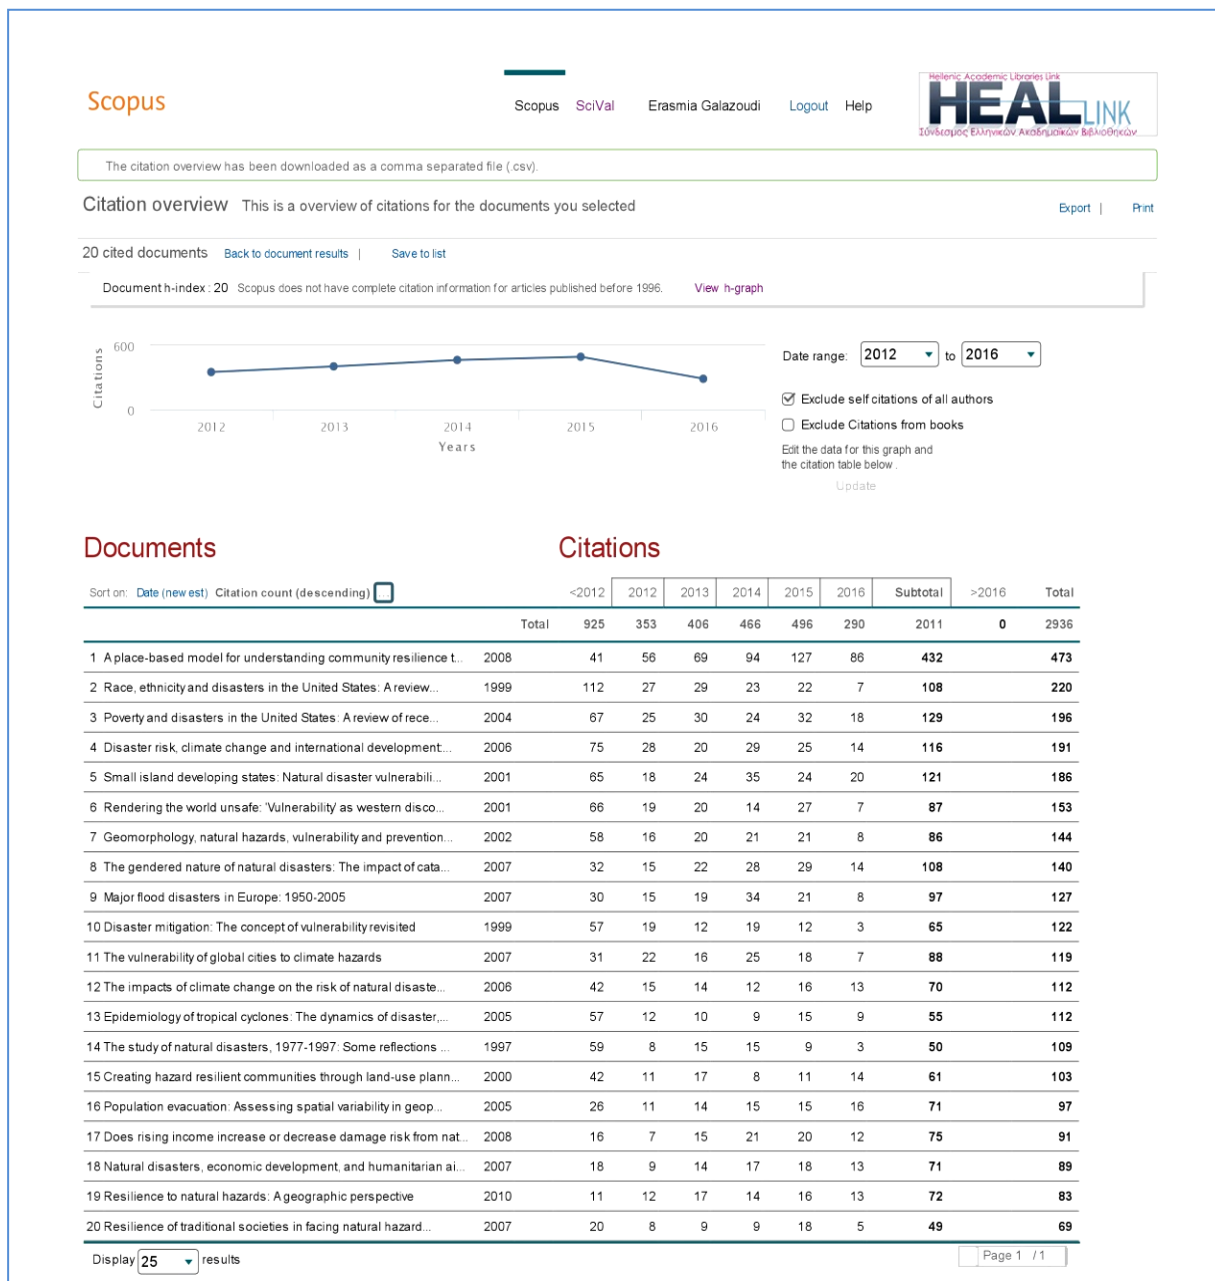 Scopus
Scopus SciVal Erasmia Galazoudi Logout Help
Hellenic Academic Libraries Link
HEAL LINK
Σύνδεσμος Ελληνικών Ακαδημαϊκών Βιβλιοθηκών
The citation overview has been downloaded as a comma separated file (.csv).
Citation overview This is a overview of citations for the documents you selected
Export | Print
20 cited documents Back to document results | Save to list
Document h-index : 20 Scopus does not have complete citation information for articles published before 1996. View h-graph
600
Citations
0
2012 2013 2014 2015 2016
Years
Date range: 2012 to 2016
Exclude self citations of all authors
Exclude Citations from books
Edit the data for this graph and
the citation table below .
Update
Documents Citations
Sort on: Date (newest) Citation count (descending) ... <2012 2012 2013 2014 2015 2016 Subtotal >2016 Total
Total 925 353 406 466 496 290 2011 0 2936
1 A place-based model for understanding community resilience t... 2008 41 56 69 94 127 86 432 473
2 Race, ethnicity and disasters in the United States: A review... 1999 112 27 29 23 22 7 108 220
3 Poverty and disasters in the United States: A review of rece... 2004 67 25 30 24 32 18 129 196
4 Disaster risk, climate change and international development:... 2006 75 28 20 29 25 14 116 191
5 Small island developing states: Natural disaster vulnerabili... 2001 65 18 24 35 24 20 121 186
6 Rendering the world unsafe: 'Vulnerability' as western disco... 2001 66 19 20 14 27 7 87 153
7 Geomorphology, natural hazards, vulnerability and prevention... 2002 58 16 20 21 21 8 86 144
8 The gendered nature of natural disasters: The impact of cata... 2007 32 15 22 28 29 14 108 140
9 Major flood disasters in Europe: 1950-2005 2007 30 15 19 34 21 8 97 127
10 Disaster mitigation: The concept of vulnerability revisited 1999 57 19 12 19 12 3 65 122
11 The vulnerability of global cities to climate hazards 2007 31 22 16 25 18 7 88 119
12 The impacts of climate change on the risk of natural disaste... 2006 42 15 14 12 16 13 70 112
13 Epidemiology of tropical cyclones: The dynamics of disaster,... 2005 57 12 10 9 15 9 55 112
14 The study of natural disasters, 1977-1997: Some reflections ... 1997 59 8 15 15 9 3 50 109
15 Creating hazard resilient communities through land-use plann... 2000 42 11 17 8 11 14 61 103
16 Population evacuation: Assessing spatial variability in geop... 2005 26 11 14 15 15 16 71 97
17 Does rising income increase or decrease damage risk from nat... 2008 16 7 15 21 20 12 75 91
18 Natural disasters, economic development, and humanitarian ai... 2007 18 9 14 17 18 13 71 89
19 Resilience to natural hazards: A geographic perspective 2010 11 12 17 14 16 13 72 83
20 Resilience of traditional societies in facing natural hazard... 2007 20 8 9 9 18 5 49 69
Display 25 results
Page 1 / 1